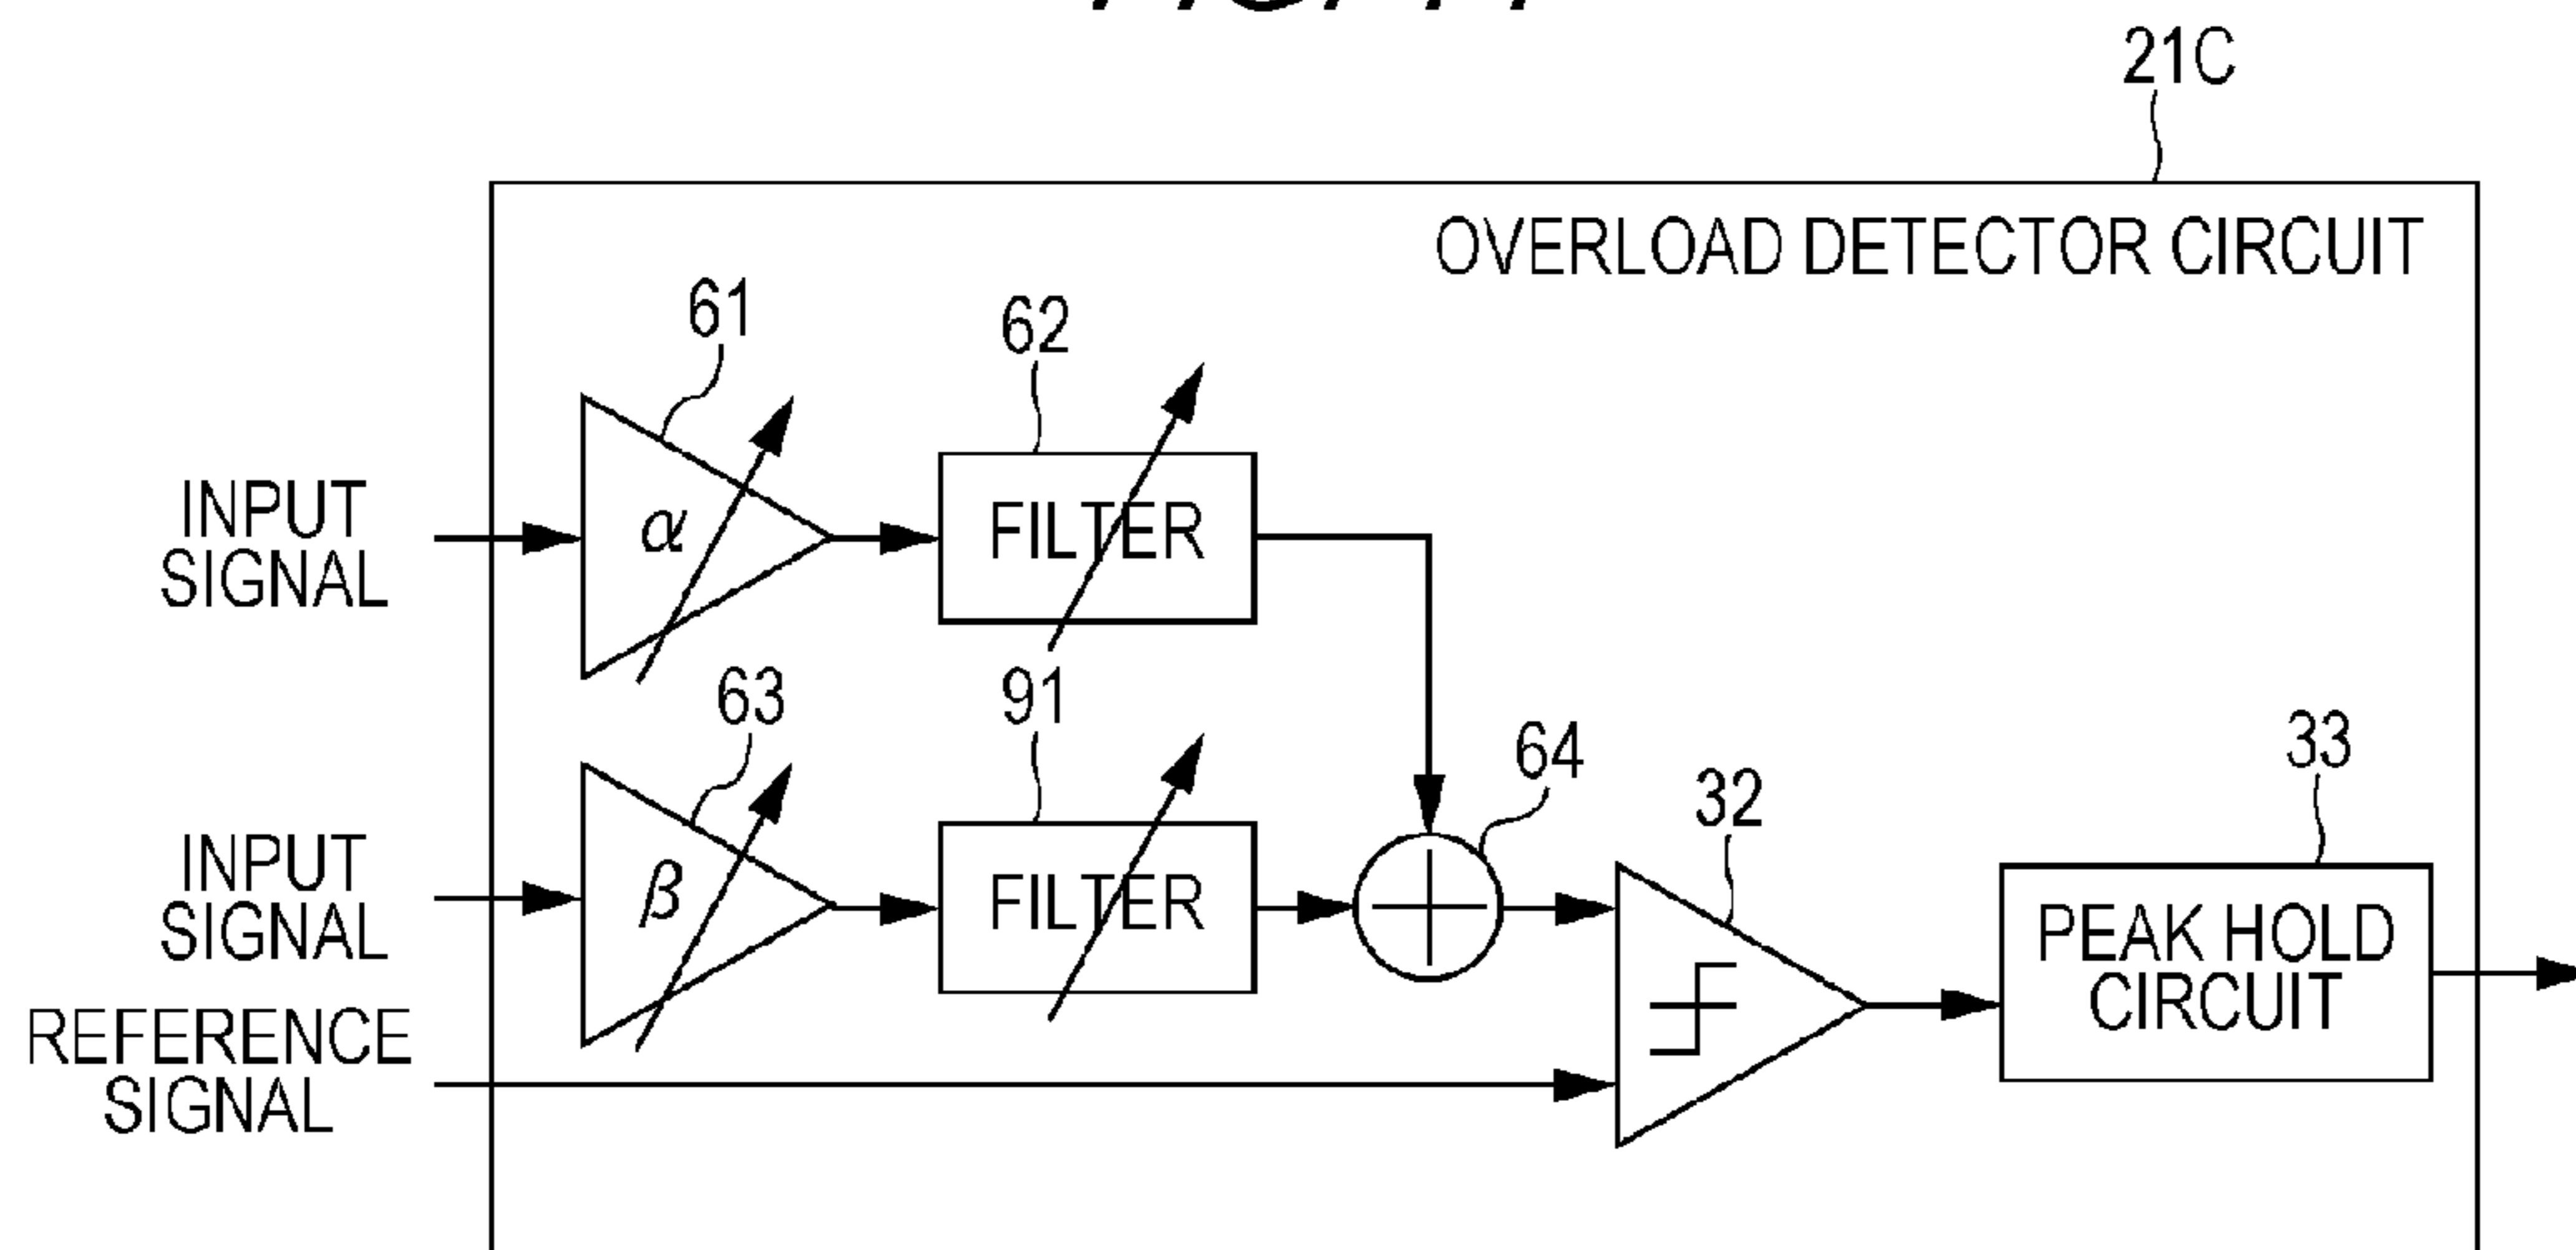 21C
OVERLOAD DETECTOR CIRCUIT
61
62
INPUT
SIGNAL
α
FILTER
63
91
64
32
33
INPUT
SIGNAL
β
FILTER
PEAK HOLD
CIRCUIT
REFERENCE
SIGNAL